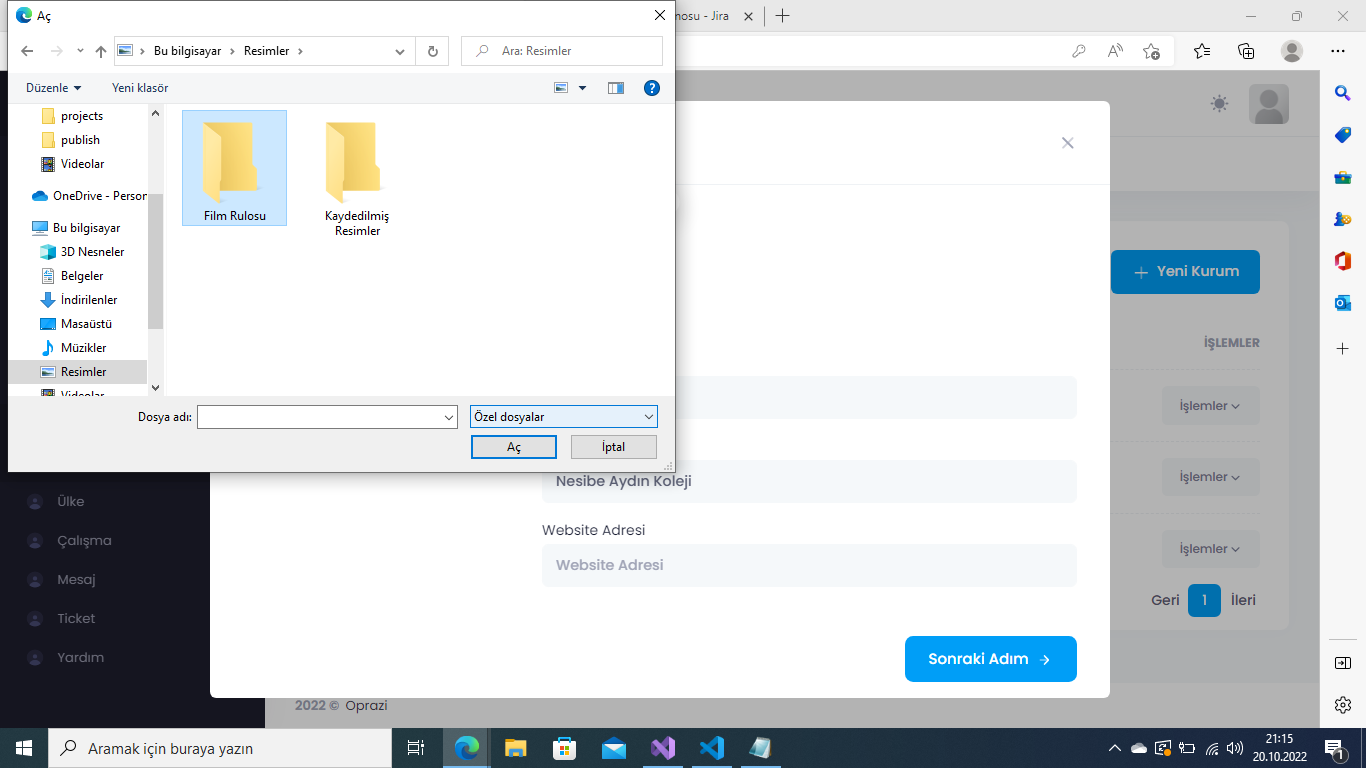 Aç
nosu - Jira
Bu bilgisayar
Resimler
Ara: Resimler
Düzenle
Yeni klasör
projects
publish
Videolar
OneDrive - Person
Bu bilgisayar
3D Nesneler
Belgeler
İndirilenler
Masaüstü
Müzikler
Resimler
Videolar
Film Rulosu
Kaydedilmiş
Resimler
Dosya adı:
Özel dosyalar
Aç
İptal
Yeni Kurum
İŞLEMLER
İşlemler
İşlemler
İşlemler
Geri
1
İleri
Nesibe Aydın Koleji
Website Adresi
Website Adresi
Sonraki Adım
Ülke
Çalışma
Mesaj
Ticket
Yardım
2022 © Oprazi
Aramak için buraya yazın
21:15
20.10.2022
1